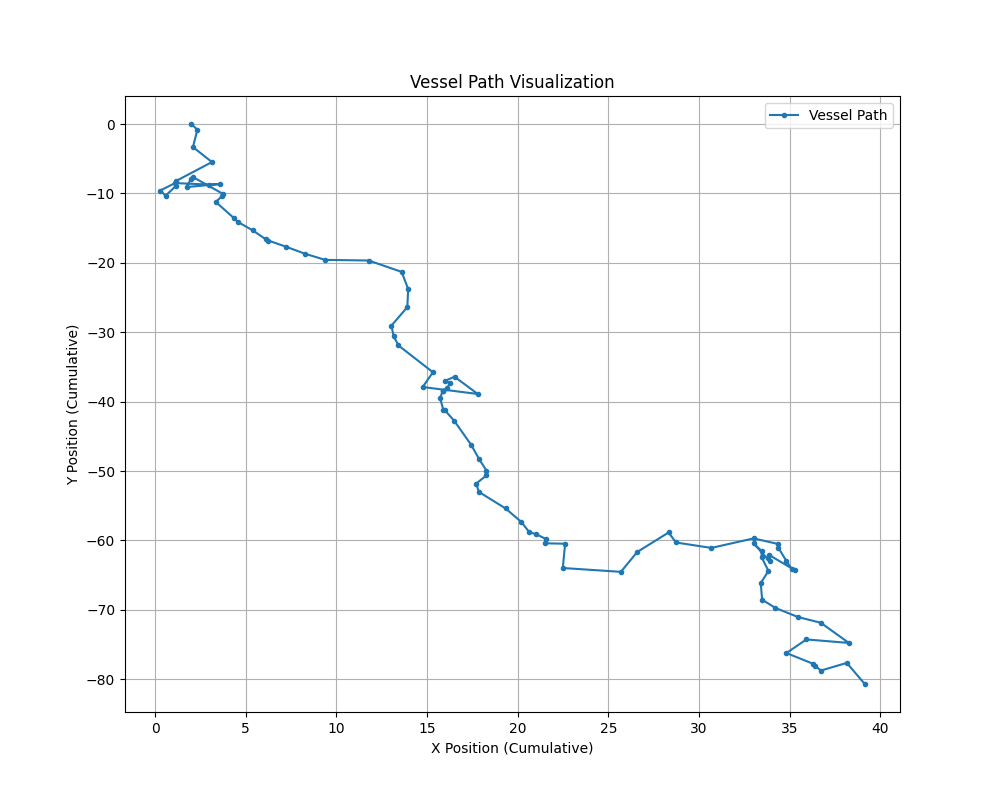 Vessel Path Visualization
Vessel Path
Y Position (Cumulative)
0
−10
−20
−30
−40
−50
−60
−70
−80
0 5 10 15 20 25 30 35 40
X Position (Cumulative)